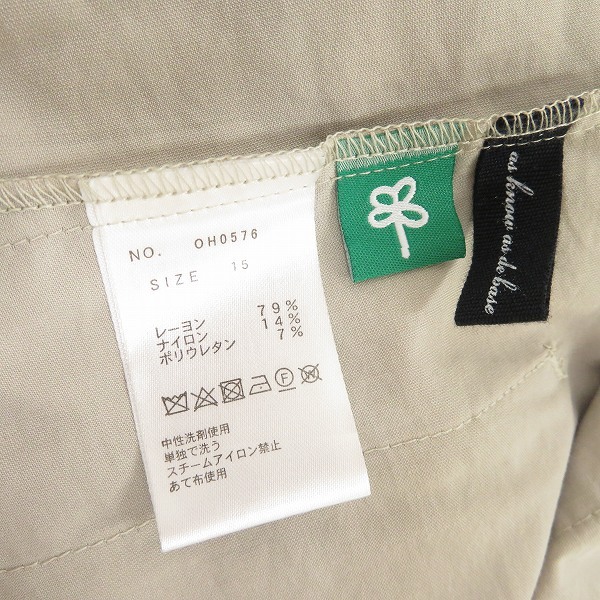 NO. OH0576
SIZE 15
レーヨン 79%
ナイロン 14%
ポリウレタン 7%
中性洗剤使用
単独で洗う
スチームアイロン禁止
あて布使用
as know as de base